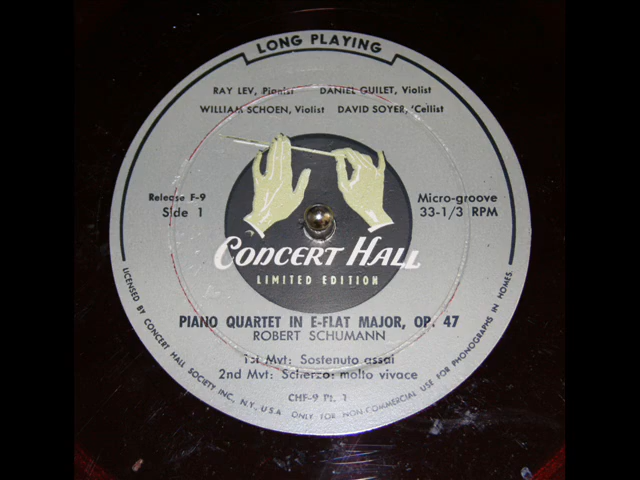 LONG PLAYING
RAY LEV, Pianist DANIEL GUILET, Violist
WILLIAM SCHOEN, Violist DAVID SOYER, 'Cellist
Release F-9
Side 1
Micro-groove
33-1/3 RPM
CONCERT HALL
LIMITED EDITION
PIANO QUARTET IN E-FLAT MAJOR, OP. 47
ROBERT SCHUMANN
1st Mvt: Sostenuto assai
2nd Mvt: Scherzo: molto vivace
CHF-9 Pt. 1
LICENSED BY CONCERT HALL SOCIETY INC., N.Y., U.S.A ONLY FOR NON-COMMERCIAL USE FOR PHONOGRAPHS IN HOMES.